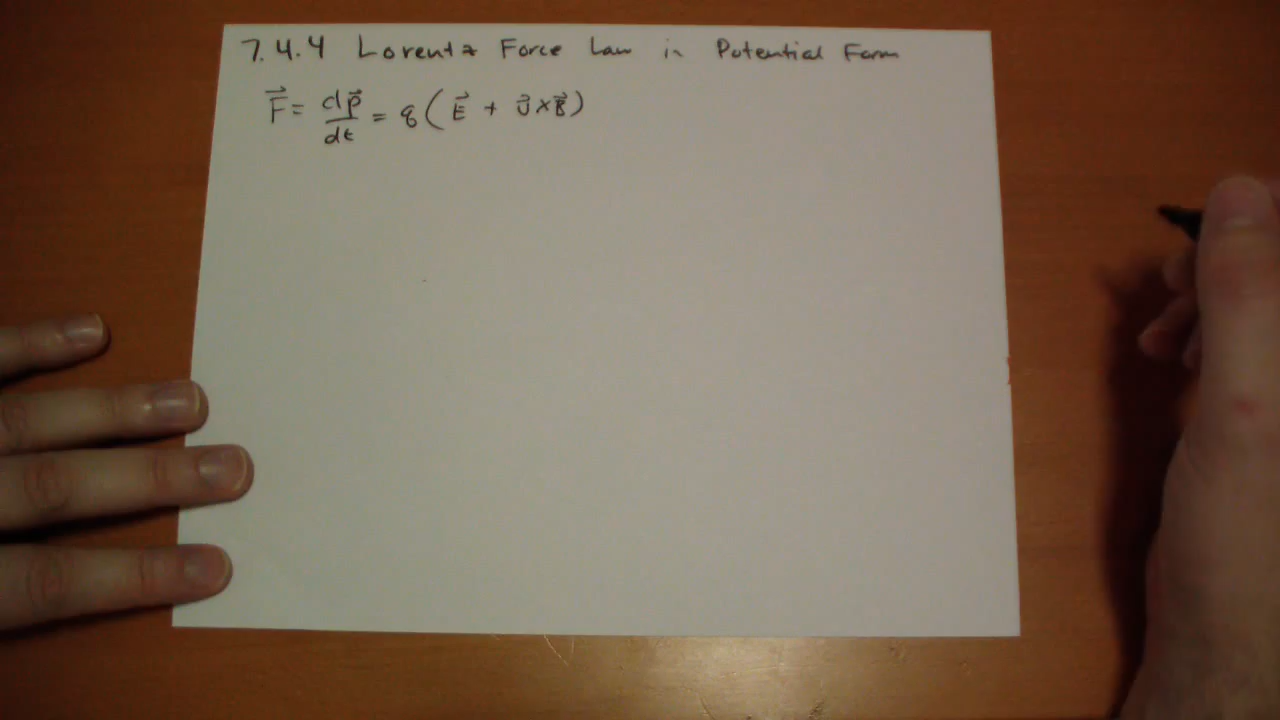 7.4.4 Lorentz Force Law in Potential Form
F⃗ = dp⃗/dt = q(E⃗ + v⃗×B⃗)